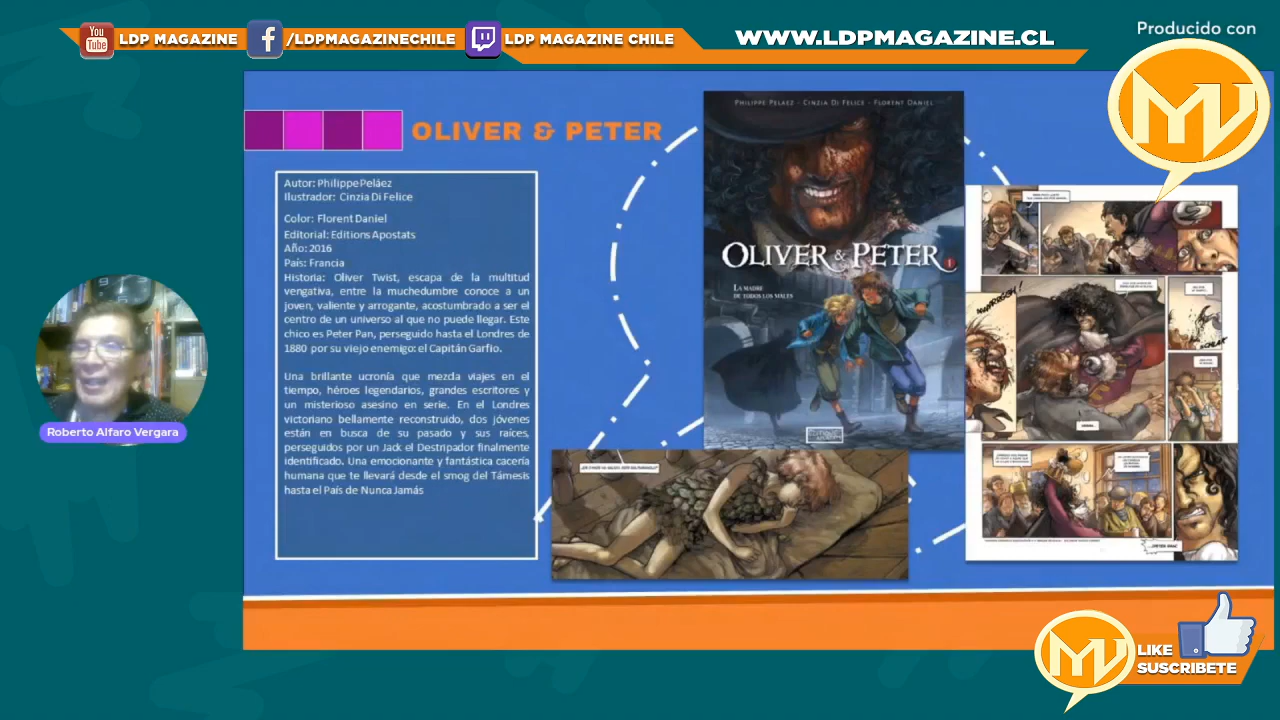 You
Tube
LDP MAGAZINE
f
/LDPMAGAZINECHILE
LDP MAGAZINE CHILE
WWW.LDPMAGAZINE.CL
Producido con
MV
OLIVER & PETER
Autor: Philippe Peláez
Ilustrador: Cinzia Di Felice
Color: Florent Daniel
Editorial: Editions Apostats
Año: 2016
País: Francia
Historia: Oliver Twist, escapa de la multitud
vengativa, entre la muchedumbre conoce a un
joven, valiente y arrogante, acostumbrado a ser el
centro de un universo al que no puede llegar. Este
chico es Peter Pan, perseguido hasta el Londres de
1880 por su viejo enemigo: el Capitán Garfio.
Una brillante ucronía que mezcla viajes en el
tiempo, héroes legendarios, grandes escritores y
un misterioso asesino en serie. En el Londres
victoriano bellamente reconstruido, dos jóvenes
están en busca de su pasado y sus raíces,
perseguidos por un Jack el Destripador finalmente
identificado. Una emocionante y fantástica cacería
humana que te llevará desde el smog del Támesis
hasta el País de Nunca Jamás
PHILIPPE PELAEZ - CINZIA DI FELICE - FLORENT DANIEL
OLIVER & PETER
1
LA MADRE
DE TODOS LOS MALES
Roberto Alfaro Vergara
MV
LIKE
SUSCRIBETE